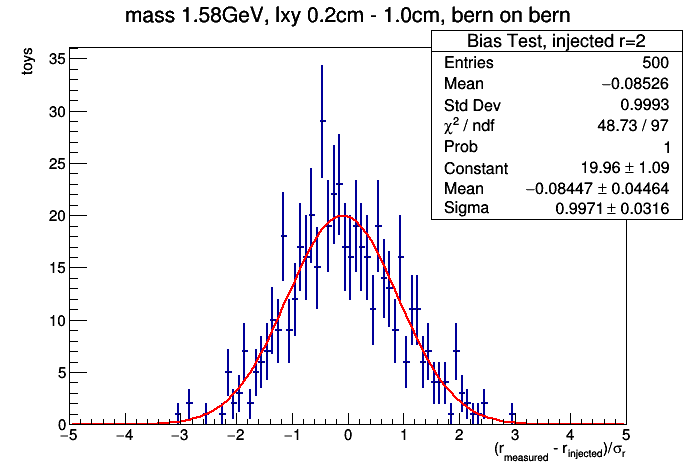 mass 1.58GeV, lxy 0.2cm - 1.0cm, bern on bern
Bias Test, injected r=2
Entries 500
Mean −0.08526
Std Dev 0.9993
χ² / ndf 48.73 / 97
Prob 1
Constant 19.96 ± 1.09
Mean −0.08447 ± 0.04464
Sigma 0.9971 ± 0.0316
toys
35
30
25
20
15
10
5
0
−5 −4 −3 −2 −1 0 1 2 3 4 5
(r_measured - r_injected)/σ_r